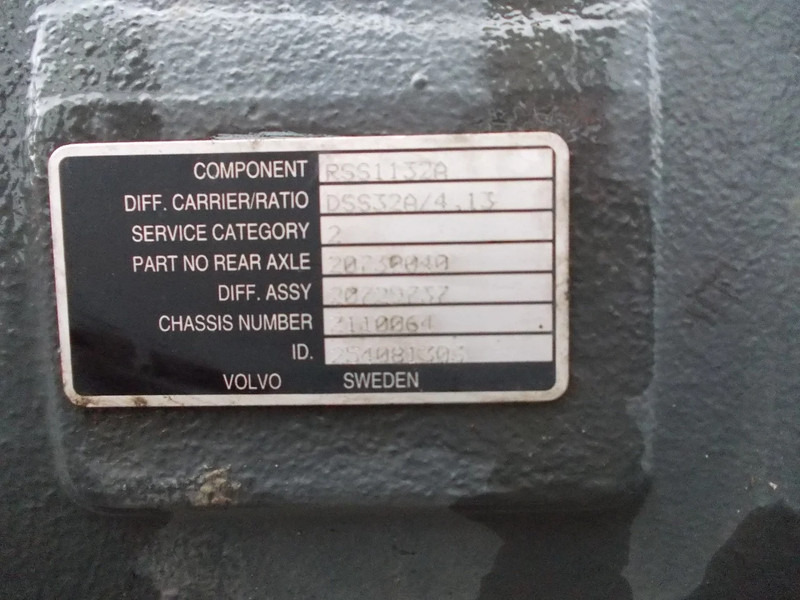 COMPONENT RSS1132A
DIFF. CARRIER/RATIO DSS32A/4.13
SERVICE CATEGORY 2
PART NO REAR AXLE
DIFF. ASSY
CHASSIS NUMBER
ID.
VOLVO SWEDEN